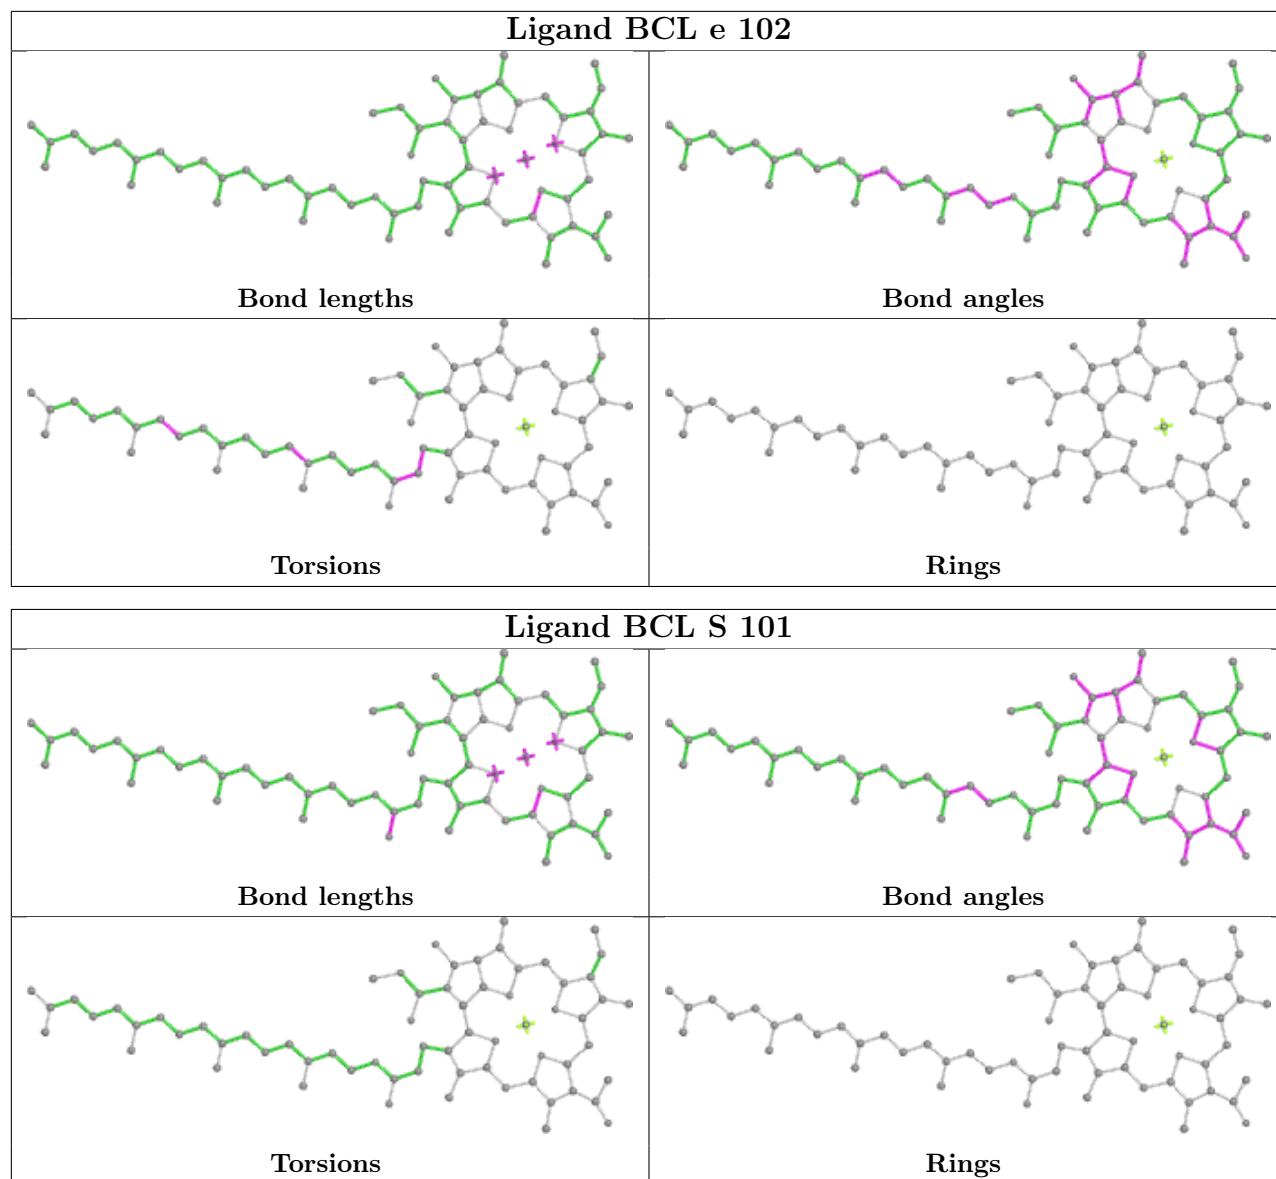 Ligand BCL e 102
Bond lengths
Bond angles
Torsions
Rings
Ligand BCL S 101
Bond lengths
Bond angles
Torsions
Rings